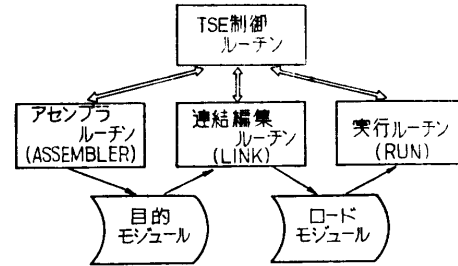 TSE制御
ルーチン
アセンブラ
ルーチン
(ASSEMBLER)
連結編集
ルーチン
(LINK)
実行ルーチン
(RUN)
目的
モジュール
ロード
モジュール